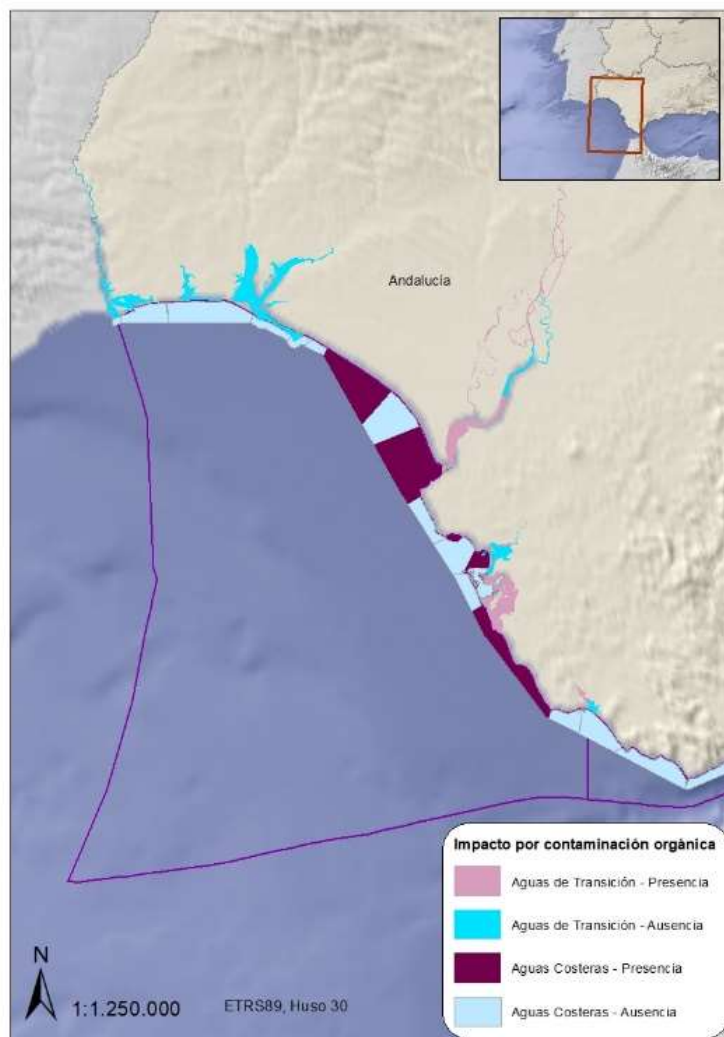 Andalucía
Impacto por contaminación orgànica
Aguas de Transición - Presencia
Aguas de Transición - Ausencia
Aguas Costeras - Presencia
Aguas Costeras - Ausencia
N
1:1.250.000
ETRS89, Huso 30